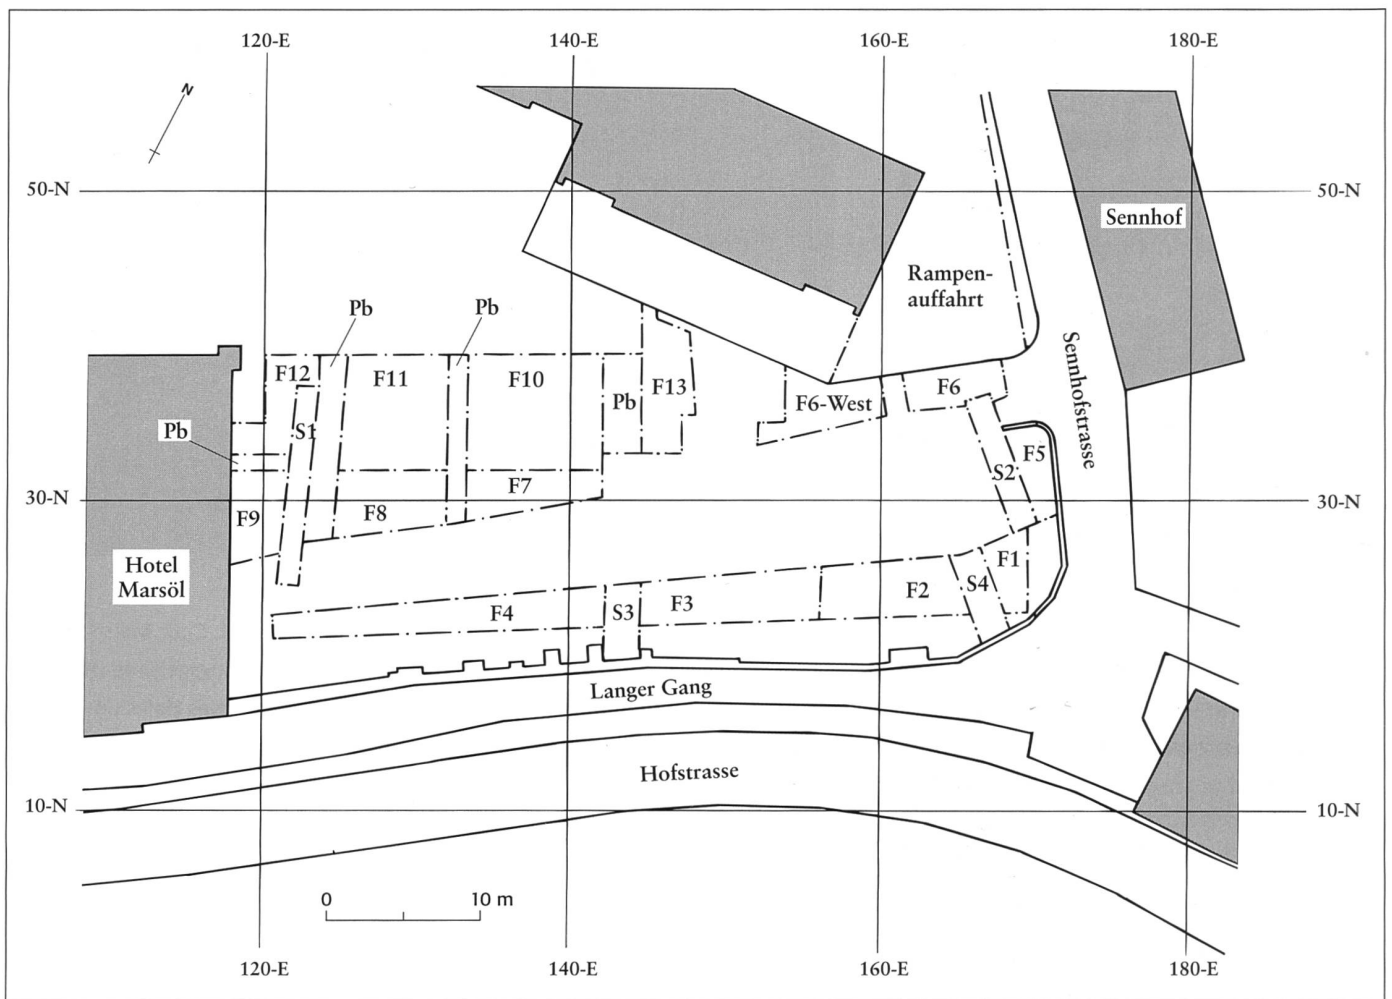 120-E 140-E 160-E 180-E
N
50-N 50-N
Sennhof
Rampen-
auffahrt
Pb Pb
Sennhofstrasse
F12 F11 F10 F13 F6
Pb F6-West
Pb S1
F5
S2
F7
30-N 30-N
F9 F8
Hotel
Marsöl
F1
S4
F4 S3 F3 F2
Langer Gang
Hofstrasse
10-N 10-N
0 10 m
120-E 140-E 160-E 180-E